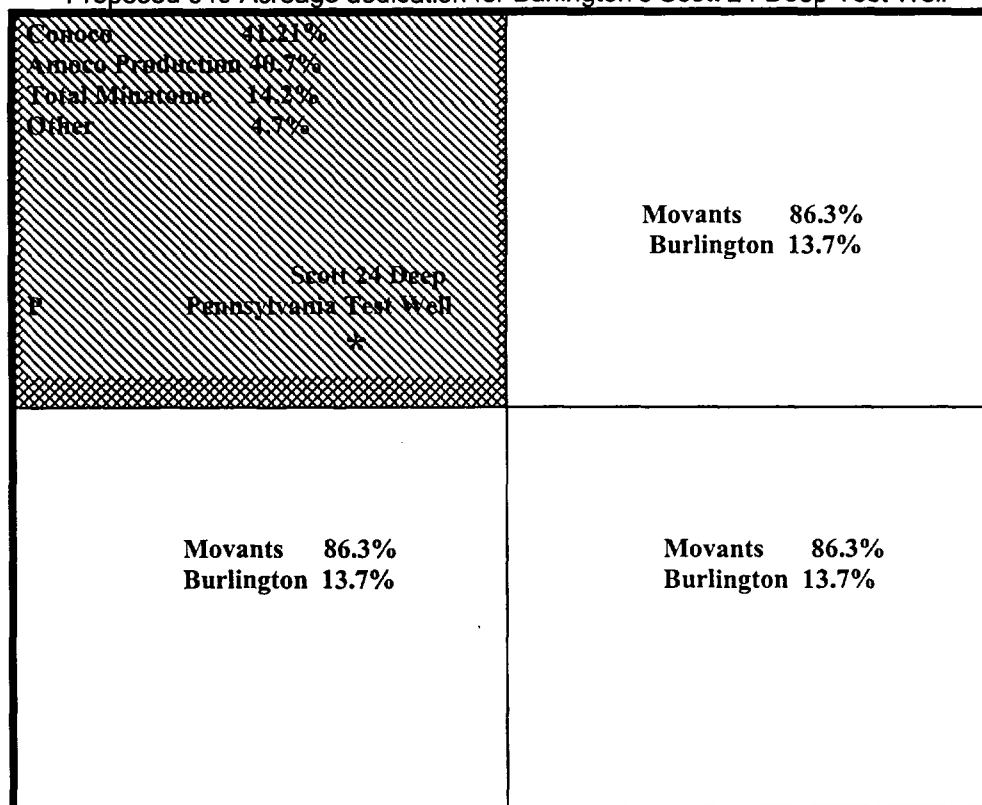 Proposed 640 Acreage dedication for Burlington's Scott 24 Deep Test Well
Conoco 41.21%
Amoco Production 40.7%
Total Minatome 14.2%
Other 4.7%
Scott 24 Deep
P Pennsylvania Test Well
*
Movants 86.3%
Burlington 13.7%
Movants 86.3%
Burlington 13.7%
Movants 86.3%
Burlington 13.7%